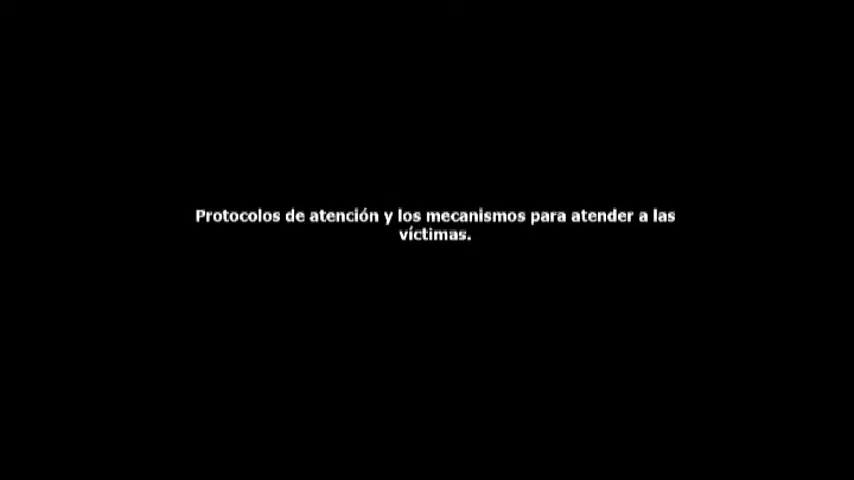 Protocolos de atención y los mecanismos para atender a las
víctimas.